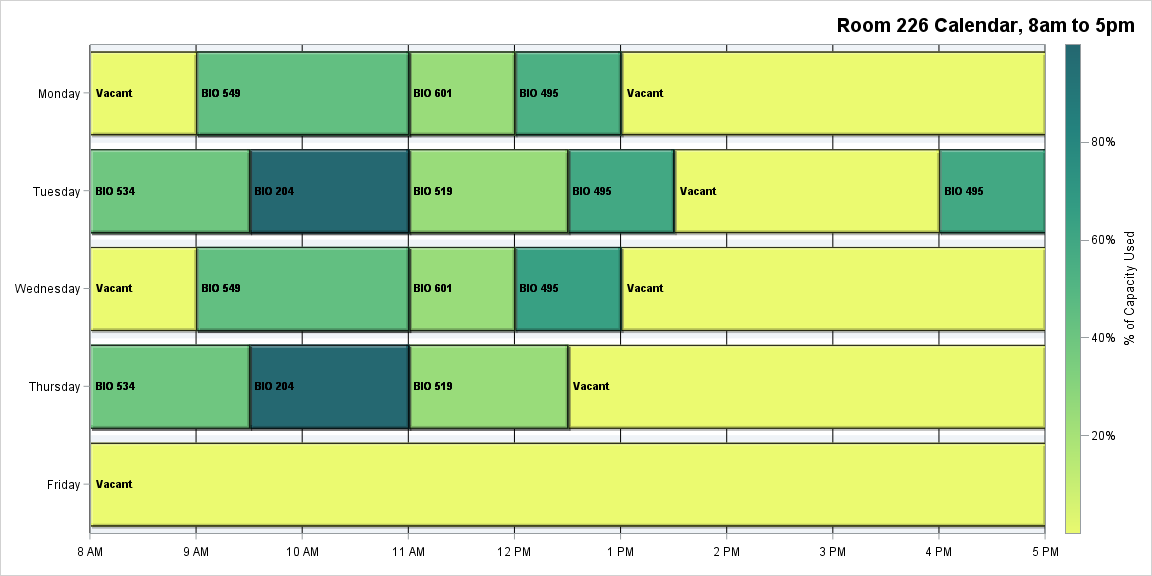 Room 226 Calendar, 8am to 5pm
Monday
Vacant
BIO 549
BIO 601
BIO 495
Vacant
Tuesday
BIO 534
BIO 204
BIO 519
BIO 495
Vacant
BIO 495
Wednesday
Vacant
BIO 549
BIO 601
BIO 495
Vacant
Thursday
BIO 534
BIO 204
BIO 519
Vacant
Friday
Vacant
8 AM
9 AM
10 AM
11 AM
12 PM
1 PM
2 PM
3 PM
4 PM
5 PM
80%
60%
40%
20%
% of Capacity Used